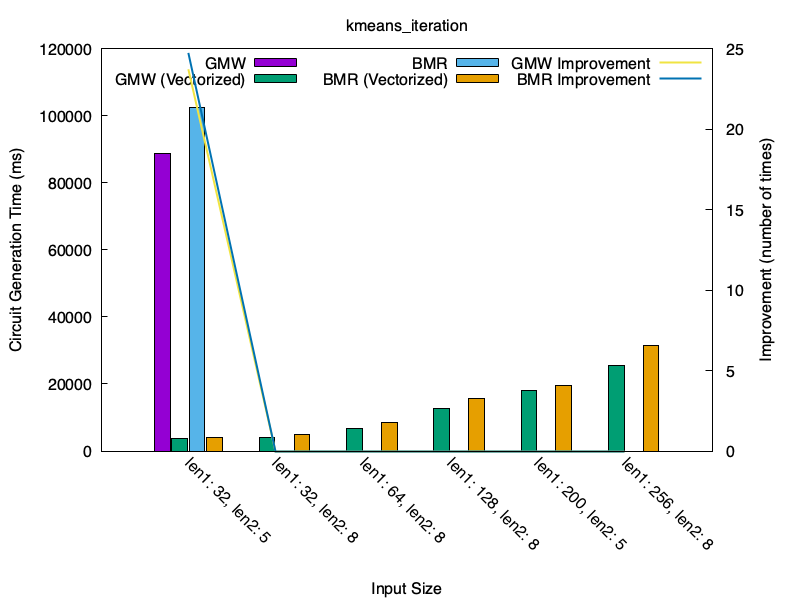 kmeans_iteration
120000
100000
80000
60000
40000
20000
0
25
20
15
10
5
0
Circuit Generation Time (ms)
Improvement (number of times)
GMW
GMW (Vectorized)
BMR
BMR (Vectorized)
GMW Improvement
BMR Improvement
len1: 32, len2: 5
len1: 32, len2: 8
len1: 64, len2: 8
len1: 128, len2: 8
len1: 200, len2: 5
len1: 256, len2: 8
Input Size